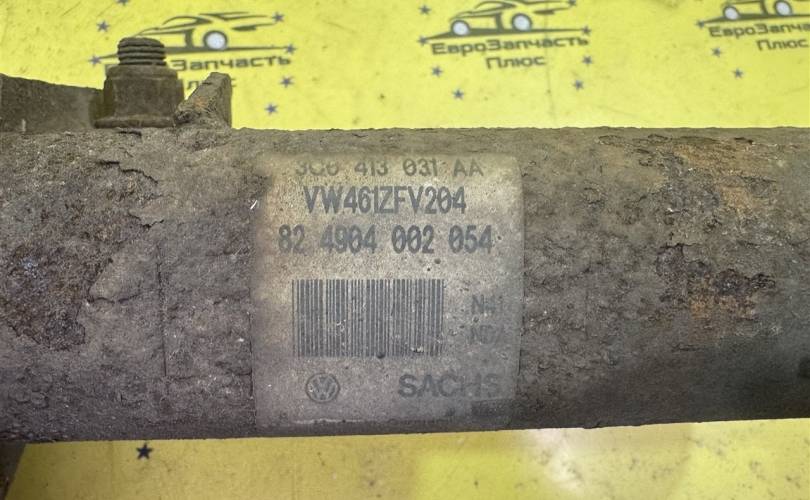 ЕвроЗапчасть
Плюс
ЕвроЗапчасть
Плюс
3C0 413 031 AA
VW461ZFV204
82 4904 002 054
SACHS